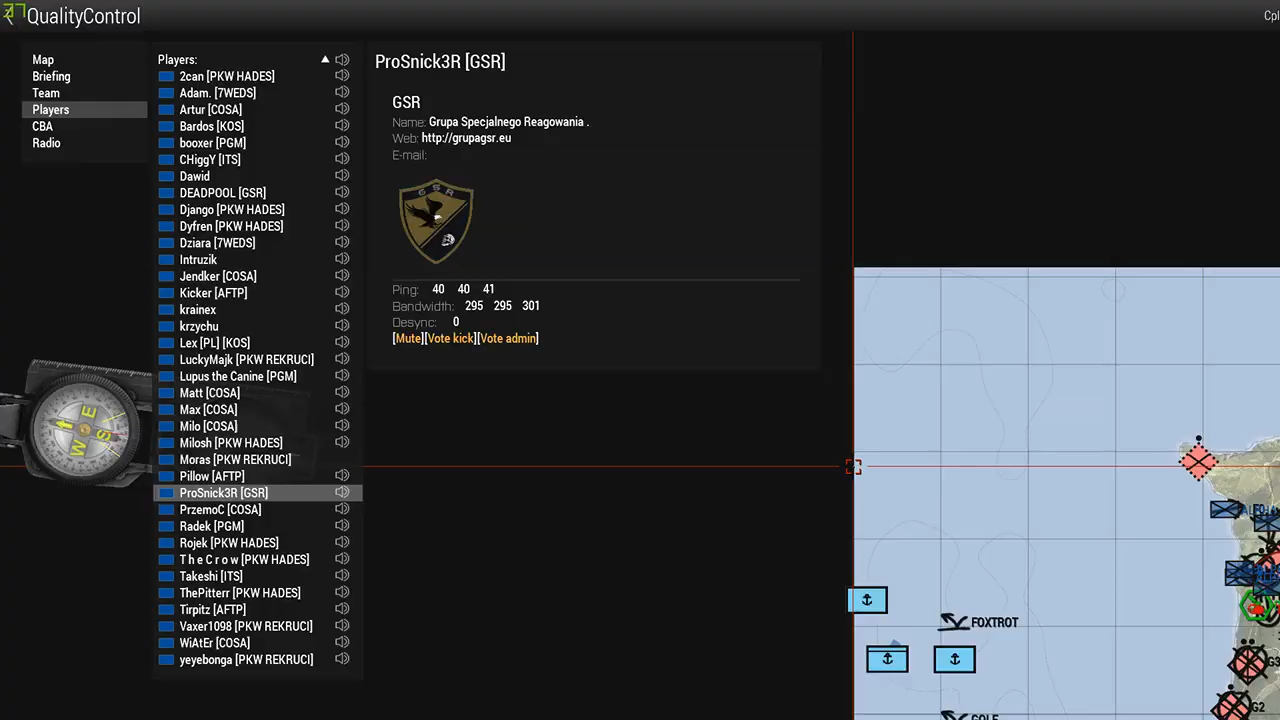 37
QualityControl
Cpl
Map
Briefing
Team
Players
CBA
Radio
Players:
2can [PKW HADES]
Adam. [7WEDS]
Artur [COSA]
Bardos [KOS]
booxer [PGM]
CHiggY [ITS]
Dawid
DEADPOOL [GSR]
Django [PKW HADES]
Dyfren [PKW HADES]
Dziara [7WEDS]
Intruzik
Jendker [COSA]
Kicker [AFTP]
krainex
krzychu
Lex [PL] [KOS]
LuckyMajk [PKW REKRUCI]
Lupus the Canine [PGM]
Matt [COSA]
Max [COSA]
Milo [COSA]
Milosh [PKW HADES]
Moras [PKW REKRUCI]
Pillow [AFTP]
ProSnick3R [GSR]
PrzemoC [COSA]
Radek [PGM]
Rojek [PKW HADES]
T h e C r o w [PKW HADES]
Takeshi [ITS]
ThePitterr [PKW HADES]
Tirpitz [AFTP]
Vaxer1098 [PKW REKRUCI]
WiAtEr [COSA]
yeyebonga [PKW REKRUCI]
ProSnick3R [GSR]
GSR
Name: Grupa Specjalnego Reagowania .
Web: http://grupagsr.eu
E-mail:
GSR
Ping: 40 40 41
Bandwidth: 295 295 301
Desync: 0
[Mute][Vote kick][Vote admin]
W E S
FOXTROT
GOLF
G2